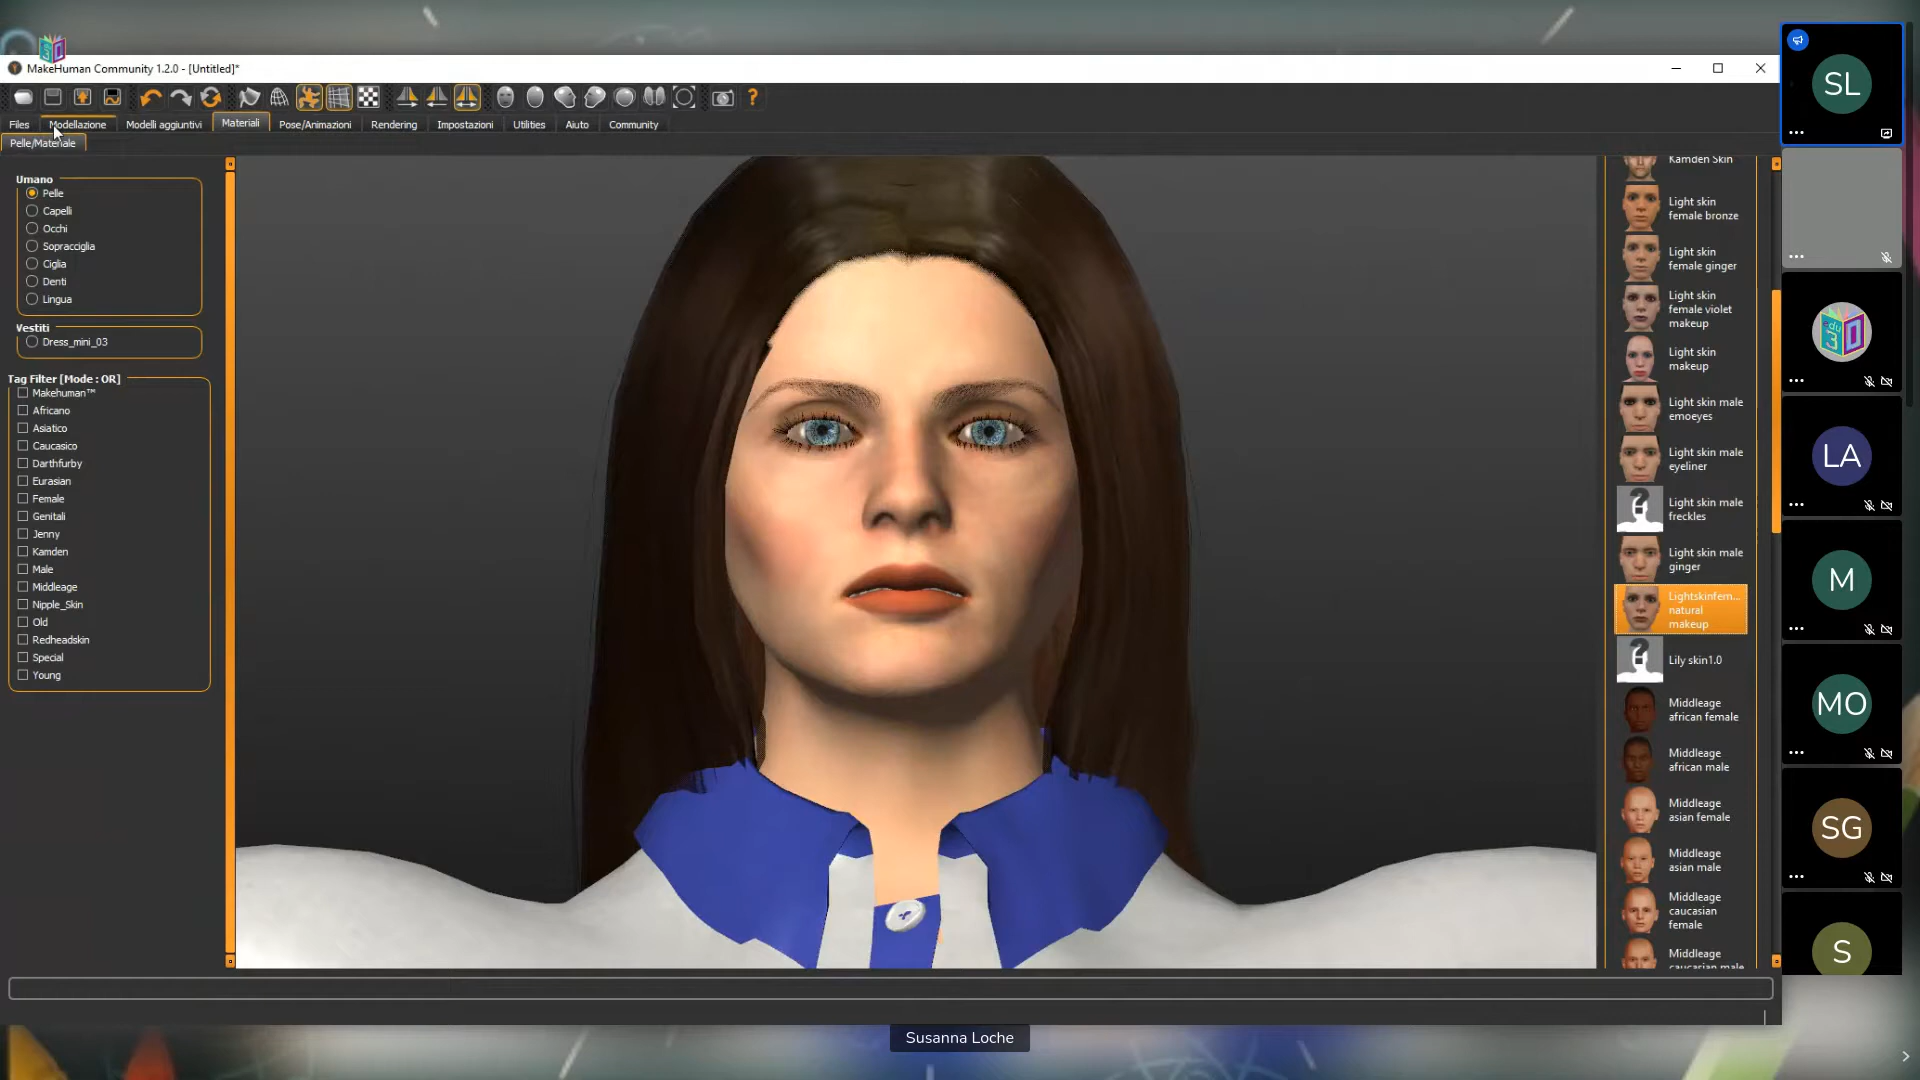 MakeHuman Community 1.2.0 - [Untitled]*
Files
Modellazione
Modelli aggiuntivi
Materiali
Pose/Animazioni
Rendering
Impostazioni
Utilities
Aiuto
Community
Pelle/Materiale
Umano
Pelle
Capelli
Occhi
Sopracciglia
Ciglia
Denti
Lingua
Vestiti
Dress_mini_03
Tag Filter [Mode : OR]
Makehuman™
Africano
Asiatico
Caucasico
Darthfurby
Eurasian
Female
Genitali
Jenny
Kamden
Male
Middleage
Nipple_Skin
Old
Redheadskin
Special
Young
Kamden Skin
Light skin
female bronze
Light skin
female ginger
Light skin
female violet
makeup
Light skin
makeup
Light skin male
emoeyes
Light skin male
eyeliner
Light skin male
freckles
Light skin male
ginger
Lightskinfem...
natural
makeup
Lily skin1.0
Middleage
african female
Middleage
african male
Middleage
asian female
Middleage
asian male
Middleage
caucasian
female
Middleage
caucasian male
SL
edu
3D
LA
M
MO
SG
S
Susanna Loche